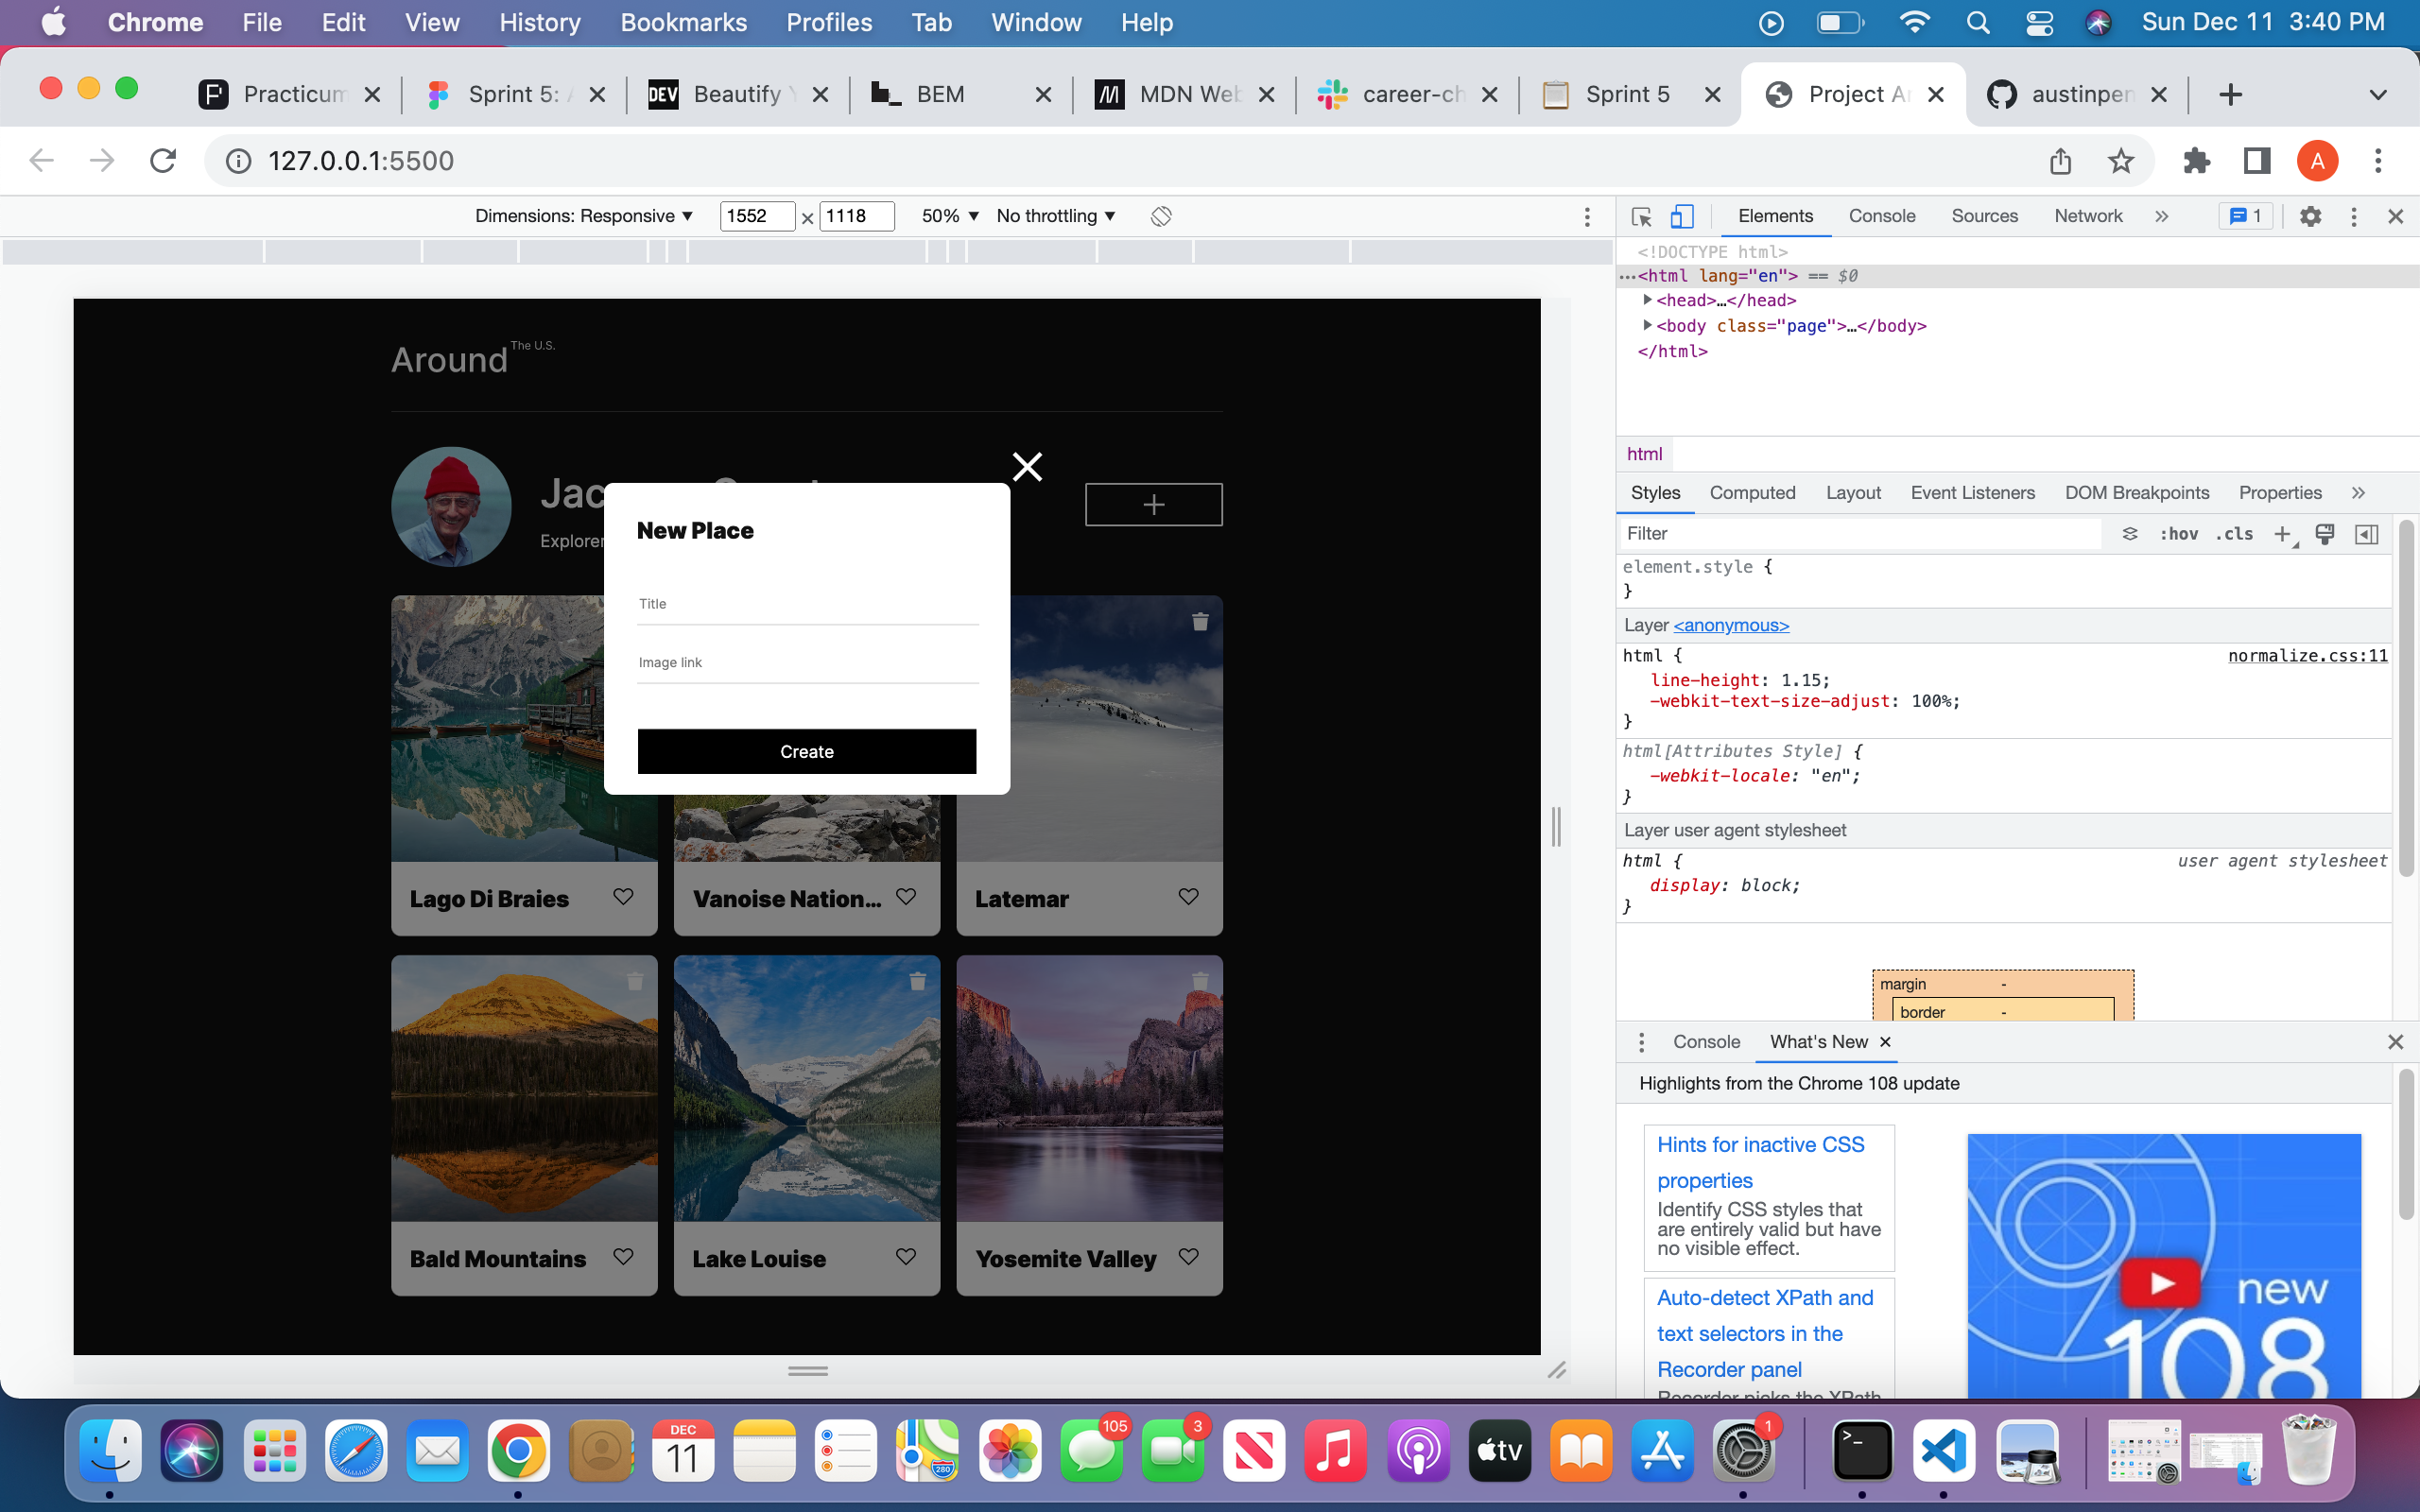 Chrome File Edit View History Bookmarks Profiles Tab Window Help Sun Dec 11 3:40 PM
Practicum Sprint 5: DEV Beautify BEM MDN Web career-ch Sprint 5 Project Ar austinpen
127.0.0.1:5500 A
Dimensions: Responsive ▼ 1552 × 1118 50% ▼ No throttling ▼
Elements Console Sources Network » 1
<!DOCTYPE html>
<html lang="en"> == $0
<head>…</head>
<body class="page">…</body>
</html>
html
Styles Computed Layout Event Listeners DOM Breakpoints Properties »
Filter :hov .cls
element.style {
}
Layer <anonymous>
html { normalize.css:11
line-height: 1.15;
-webkit-text-size-adjust: 100%;
}
html[Attributes Style] {
-webkit-locale: "en";
}
Layer user agent stylesheet
html { user agent stylesheet
display: block;
}
margin -
border -
Console What's New
Highlights from the Chrome 108 update
Hints for inactive CSS
properties
Identify CSS styles that
are entirely valid but have
no visible effect.
Auto-detect XPath and
text selectors in the
Recorder panel
Recorder picks the XPath
new
108
Around The U.S.
Jac
Explorer
New Place
Title
Image link
Create
Lago Di Braies
Vanoise Nation...
Latemar
Bald Mountains
Lake Louise
Yosemite Valley
DEC
11
280
105
3
tv
1
>_